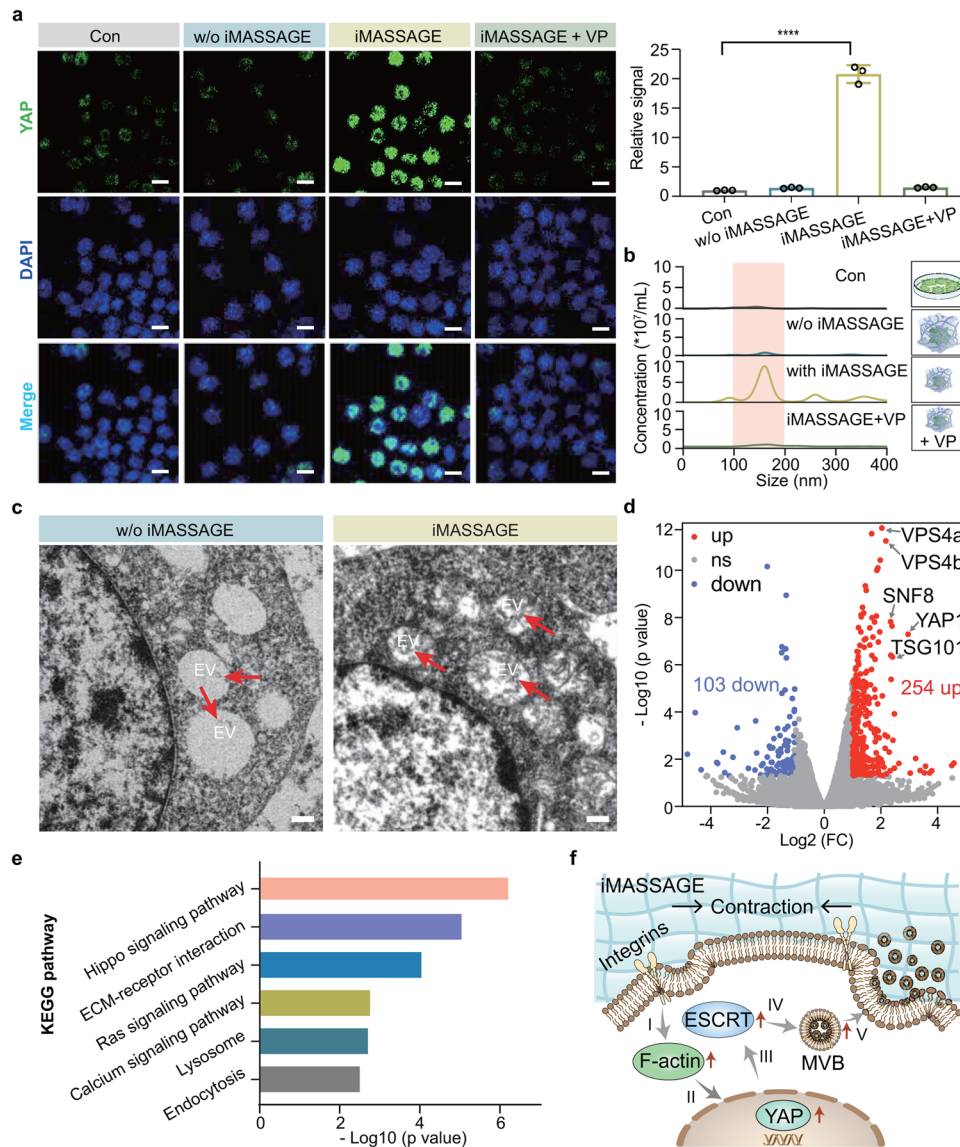 a
Con
w/o iMASSAGE
iMASSAGE
iMASSAGE + VP
YAP
DAPI
Merge
Relative signal
25
20
15
10
5
0
****
Con
w/o iMASSAGE
iMASSAGE
iMASSAGE+VP
b
Concentration (*10⁷/mL)
Con
w/o iMASSAGE
with iMASSAGE
iMASSAGE+VP
10
5
0
10
5
0
10
5
0
10
5
0
0
100
200
300
400
Size (nm)
+ VP
c
w/o iMASSAGE
iMASSAGE
EV
EV
EV
EV
EV
d
- Log10 (p value)
12
10
8
6
4
2
0
up
ns
down
VPS4a
VPS4b
SNF8
YAP1
TSG101
103 down
254 up
-4
-2
0
2
4
Log2 (FC)
e
KEGG pathway
Hippo signaling pathway
ECM-receptor interaction
Ras signaling pathway
Calcium signaling pathway
Lysosome
Endocytosis
0
2
4
6
- Log10 (p value)
f
iMASSAGE
Contraction
Integrins
I
F-actin
II
ESCRT
III
IV
MVB
V
YAP